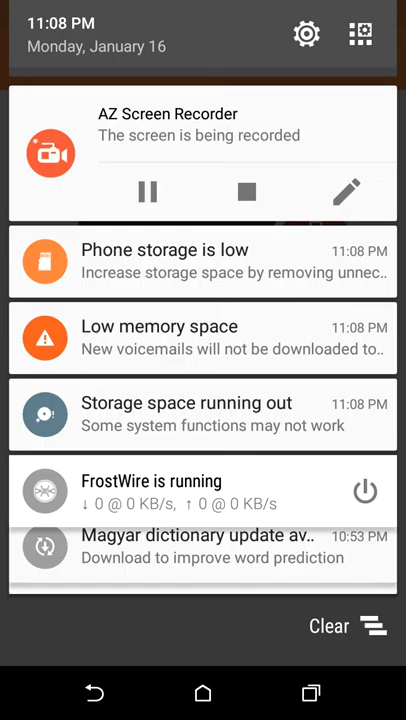 11:08 PM
Monday, January 16
AZ Screen Recorder
The screen is being recorded
Phone storage is low
11:08 PM
Increase storage space by removing unnec..
Low memory space
11:08 PM
New voicemails will not be downloaded to..
Storage space running out
11:08 PM
Some system functions may not work
FrostWire is running
↓ 0 @ 0 KB/s, ↑ 0 @ 0 KB/s
Magyar dictionary update av..
10:53 PM
Download to improve word prediction
Clear